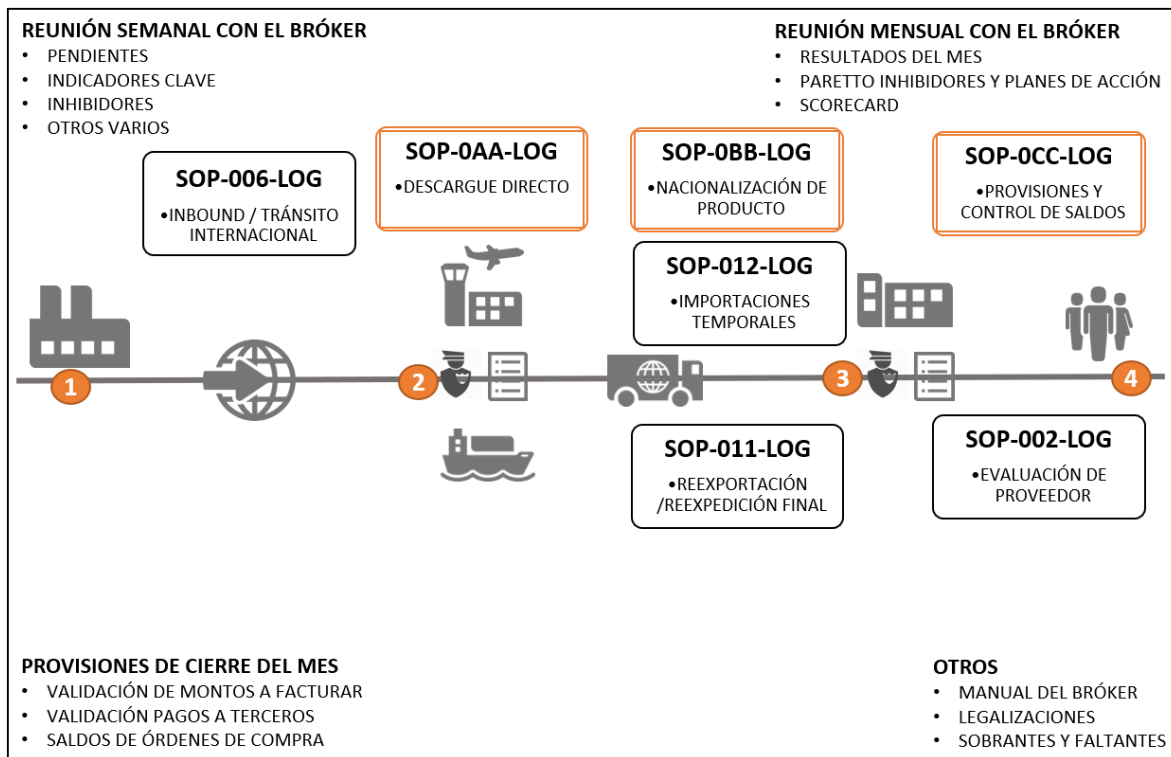 REUNIÓN SEMANAL CON EL BRÓKER
• PENDIENTES
• INDICADORES CLAVE
• INHIBIDORES
• OTROS VARIOS
REUNIÓN MENSUAL CON EL BRÓKER
• RESULTADOS DEL MES
• PARETTO INHIBIDORES Y PLANES DE ACCIÓN
• SCORECARD
SOP-006-LOG
•INBOUND / TRÁNSITO
INTERNACIONAL
SOP-0AA-LOG
•DESCARGUE DIRECTO
SOP-0BB-LOG
•NACIONALIZACIÓN DE
PRODUCTO
SOP-0CC-LOG
•PROVISIONES Y
CONTROL DE SALDOS
SOP-012-LOG
•IMPORTACIONES
TEMPORALES
1
2
3
4
SOP-011-LOG
•REEXPORTACIÓN
/REEXPEDICIÓN FINAL
SOP-002-LOG
•EVALUACIÓN DE
PROVEEDOR
PROVISIONES DE CIERRE DEL MES
• VALIDACIÓN DE MONTOS A FACTURAR
• VALIDACIÓN PAGOS A TERCEROS
• SALDOS DE ÓRDENES DE COMPRA
OTROS
• MANUAL DEL BRÓKER
• LEGALIZACIONES
• SOBRANTES Y FALTANTES